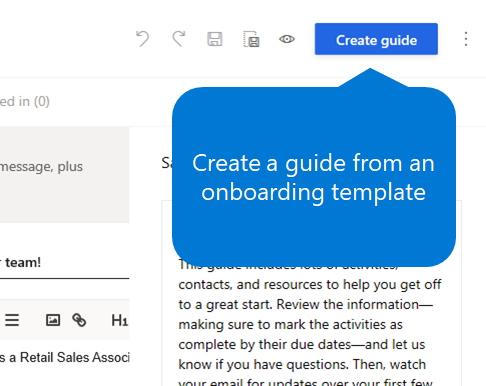 Create guide
ed in (0)
Create a guide from an
onboarding template
message, plus
team!
H1
s a Retail Sales Associ
This guide includes lots of activities,
contacts, and resources to help you get off
to a great start. Review the information—
making sure to mark the activities as
complete by their due dates—and let us
know if you have questions. Then, watch
your email for updates over your first few